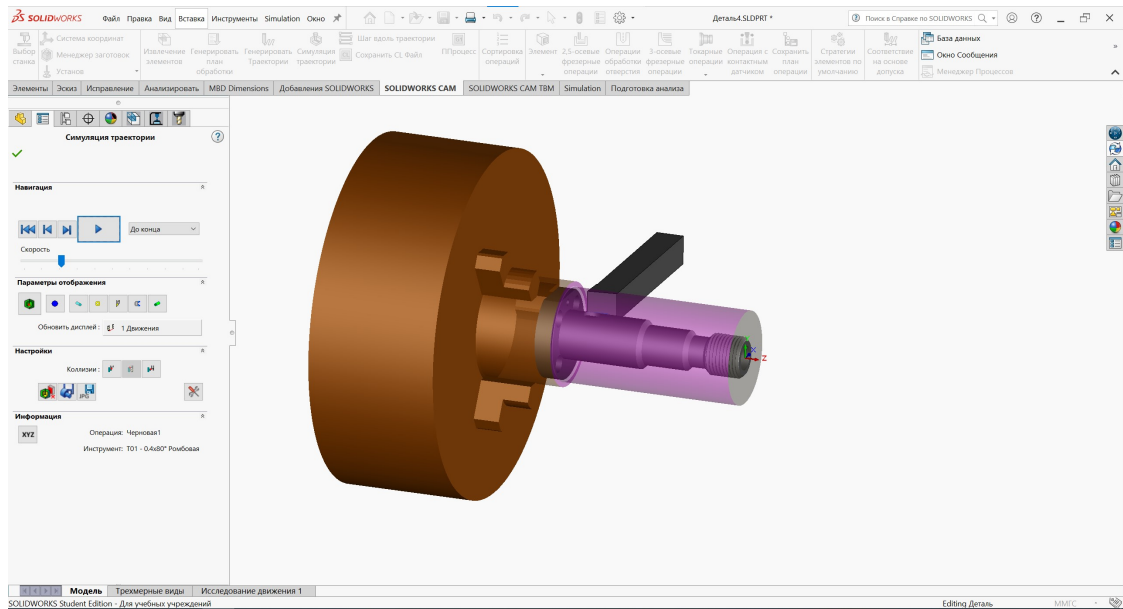 SOLIDWORKS Файл Правка Вид Вставка Инструменты Simulation Окно Деталь4.SLDPRT * Поиск в Справке по SOLIDWORKS
Выбор станка
Система координат
Менеджер заготовок
Установ
Извлечение элементов
Генерировать план обработки
Генерировать Траектории
Симуляция траектории
Шаг вдоль траектории
Сохранить CL Файл
ППроцесс
Сортировка операций
Элемент
2,5-осевые фрезерные операции
Операции обработки отверстия
3-осевые фрезерные операции
Токарные операции
Операция с контактным датчиком
Сохранить план операции
Стратегии элементов по умолчанию
Соответствие на основе допуска
База данных
Окно Сообщения
Менеджер Процессов
Элементы Эскиз Исправление Анализировать MBD Dimensions Добавления SOLIDWORKS SOLIDWORKS CAM SOLIDWORKS CAM TBM Simulation Подготовка анализа
Симуляция траектории
Навигация
До конца
Скорость
Параметры отображения
Обновить дисплей : 1 Движения
Настройки
Коллизии :
JPG
Информация
XYZ
Операция: Черновая1
Инструмент: T01 - 0.4x80° Ромбовая
X
Z
Модель Трехмерные виды Исследование движения 1
SOLIDWORKS Student Edition - Для учебных учреждений Editing Деталь ММГС